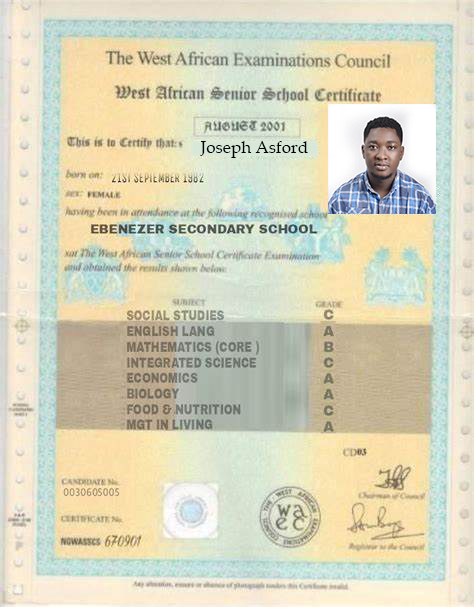 The West African Examinations Council
West African Senior School Certificate
AUGUST 2001
This is to Certify that:s Joseph Asford
born on: 21ST SEPTEMBER 1982
SEX: FEMALE
having been in attendance at the following recognised school
EBENEZER SECONDARY SCHOOL
sat The West African Senior School Certificate Examination
and obtained the results shown below.
SUBJECT GRADE
SOCIAL STUDIES C
ENGLISH LANG A
MATHEMATICS (CORE ) B
INTEGRATED SCIENCE C
ECONOMICS A
BIOLOGY A
FOOD & NUTRITION C
MGT IN LIVING A
CD03
CANDIDATE No.
0030605005
Chairman of Council
THE WEST AFRICAN EXAMINATIONS COUNCIL
wa
sc
CERTIFICATE No.
NGWASSCS 670901
Registrar to the Council
Any alteration, erasure or absence of photograph renders this Certificate invalid.